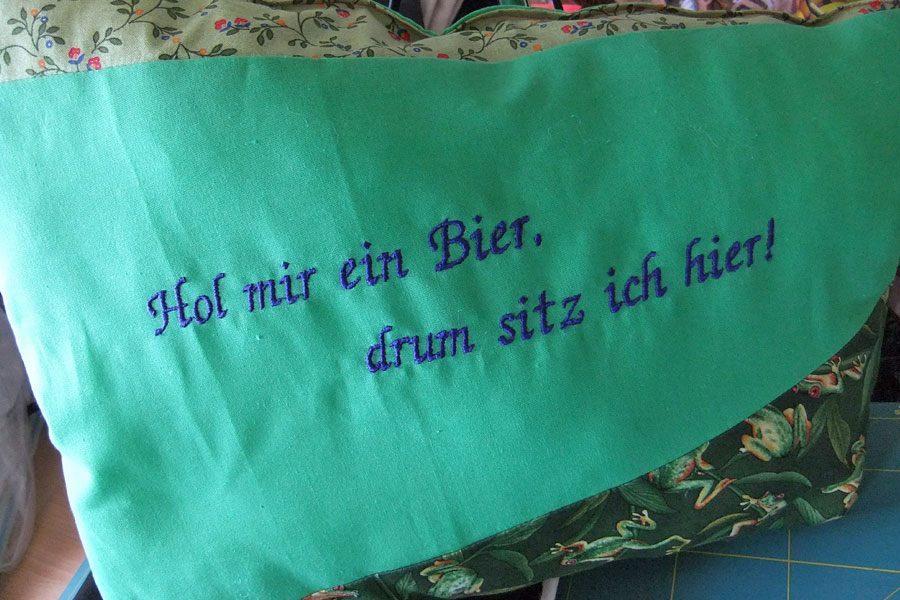 Hol mir ein Bier,
drum sitz ich hier!